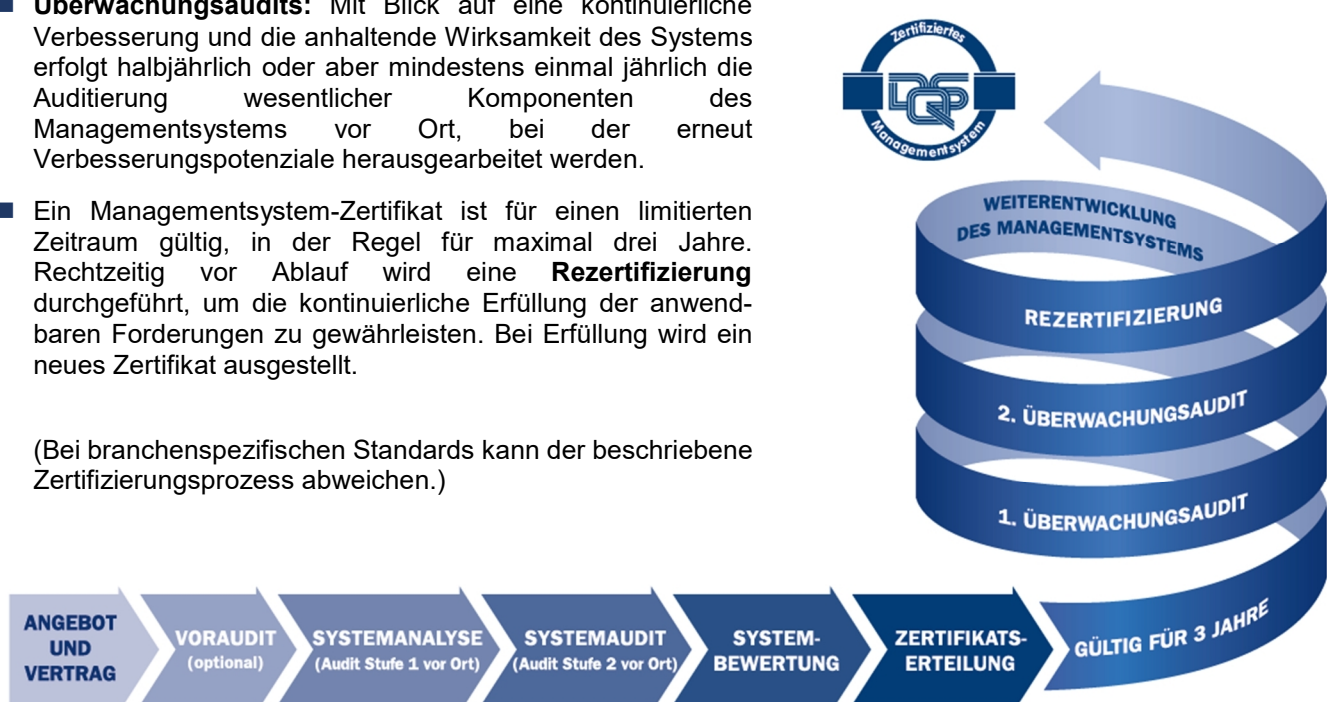 Überwachungsaudits: Mit Blick auf eine kontinuierliche
Verbesserung und die anhaltende Wirksamkeit des Systems
erfolgt halbjährlich oder aber mindestens einmal jährlich die
Auditierung wesentlicher Komponenten des
Managementsystems vor Ort, bei der erneut
Verbesserungspotenziale herausgearbeitet werden.
Ein Managementsystem-Zertifikat ist für einen limitierten
Zeitraum gültig, in der Regel für maximal drei Jahre.
Rechtzeitig vor Ablauf wird eine Rezertifizierung
durchgeführt, um die kontinuierliche Erfüllung der anwend-
baren Forderungen zu gewährleisten. Bei Erfüllung wird ein
neues Zertifikat ausgestellt.
(Bei branchenspezifischen Standards kann der beschriebene
Zertifizierungsprozess abweichen.)
Zertifiziertes
DQS
Managementsystem
WEITERENTWICKLUNG
DES MANAGEMENTSYSTEMS
REZERTIFIZIERUNG
2. ÜBERWACHUNGSAUDIT
1. ÜBERWACHUNGSAUDIT
GÜLTIG FÜR 3 JAHRE
ANGEBOT
UND
VERTRAG
VORAUDIT
(optional)
SYSTEMANALYSE
(Audit Stufe 1 vor Ort)
SYSTEMAUDIT
(Audit Stufe 2 vor Ort)
SYSTEM-
BEWERTUNG
ZERTIFIKATS-
ERTEILUNG